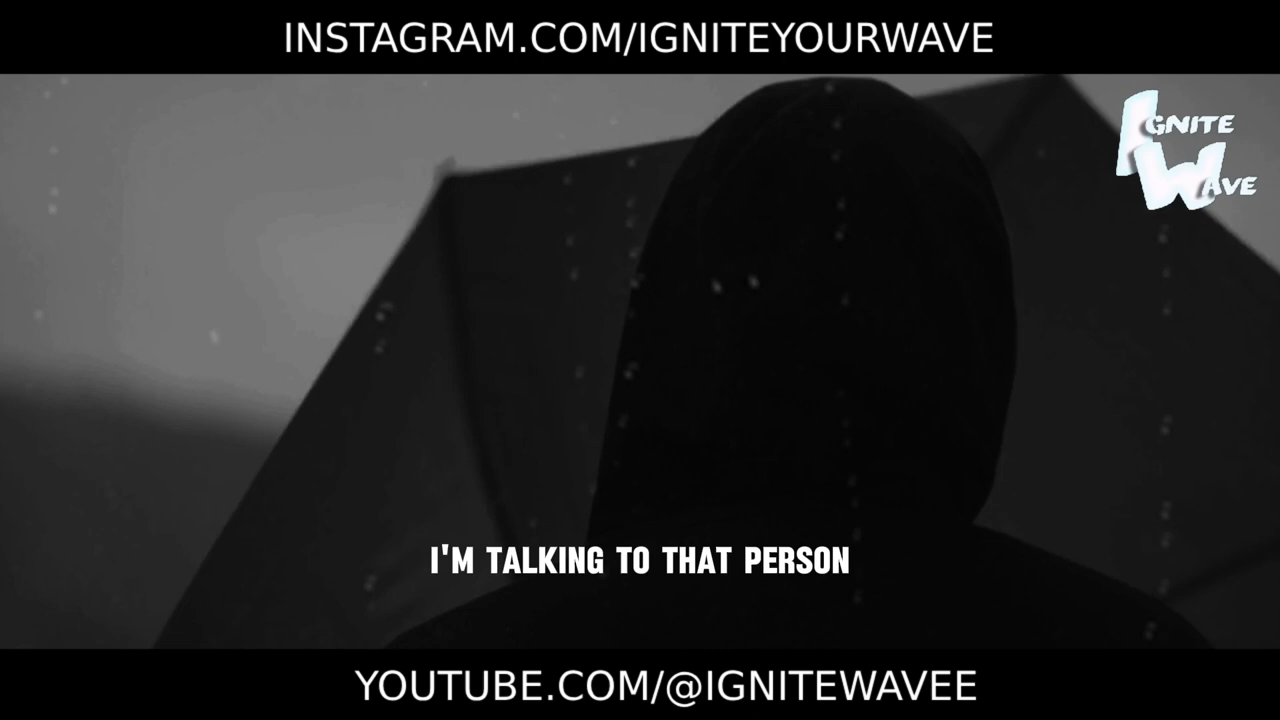 INSTAGRAM.COM/IGNITEYOURWAVE
IGNITE
WAVE
I'M TALKING TO THAT PERSON
YOUTUBE.COM/@IGNITEWAVEE